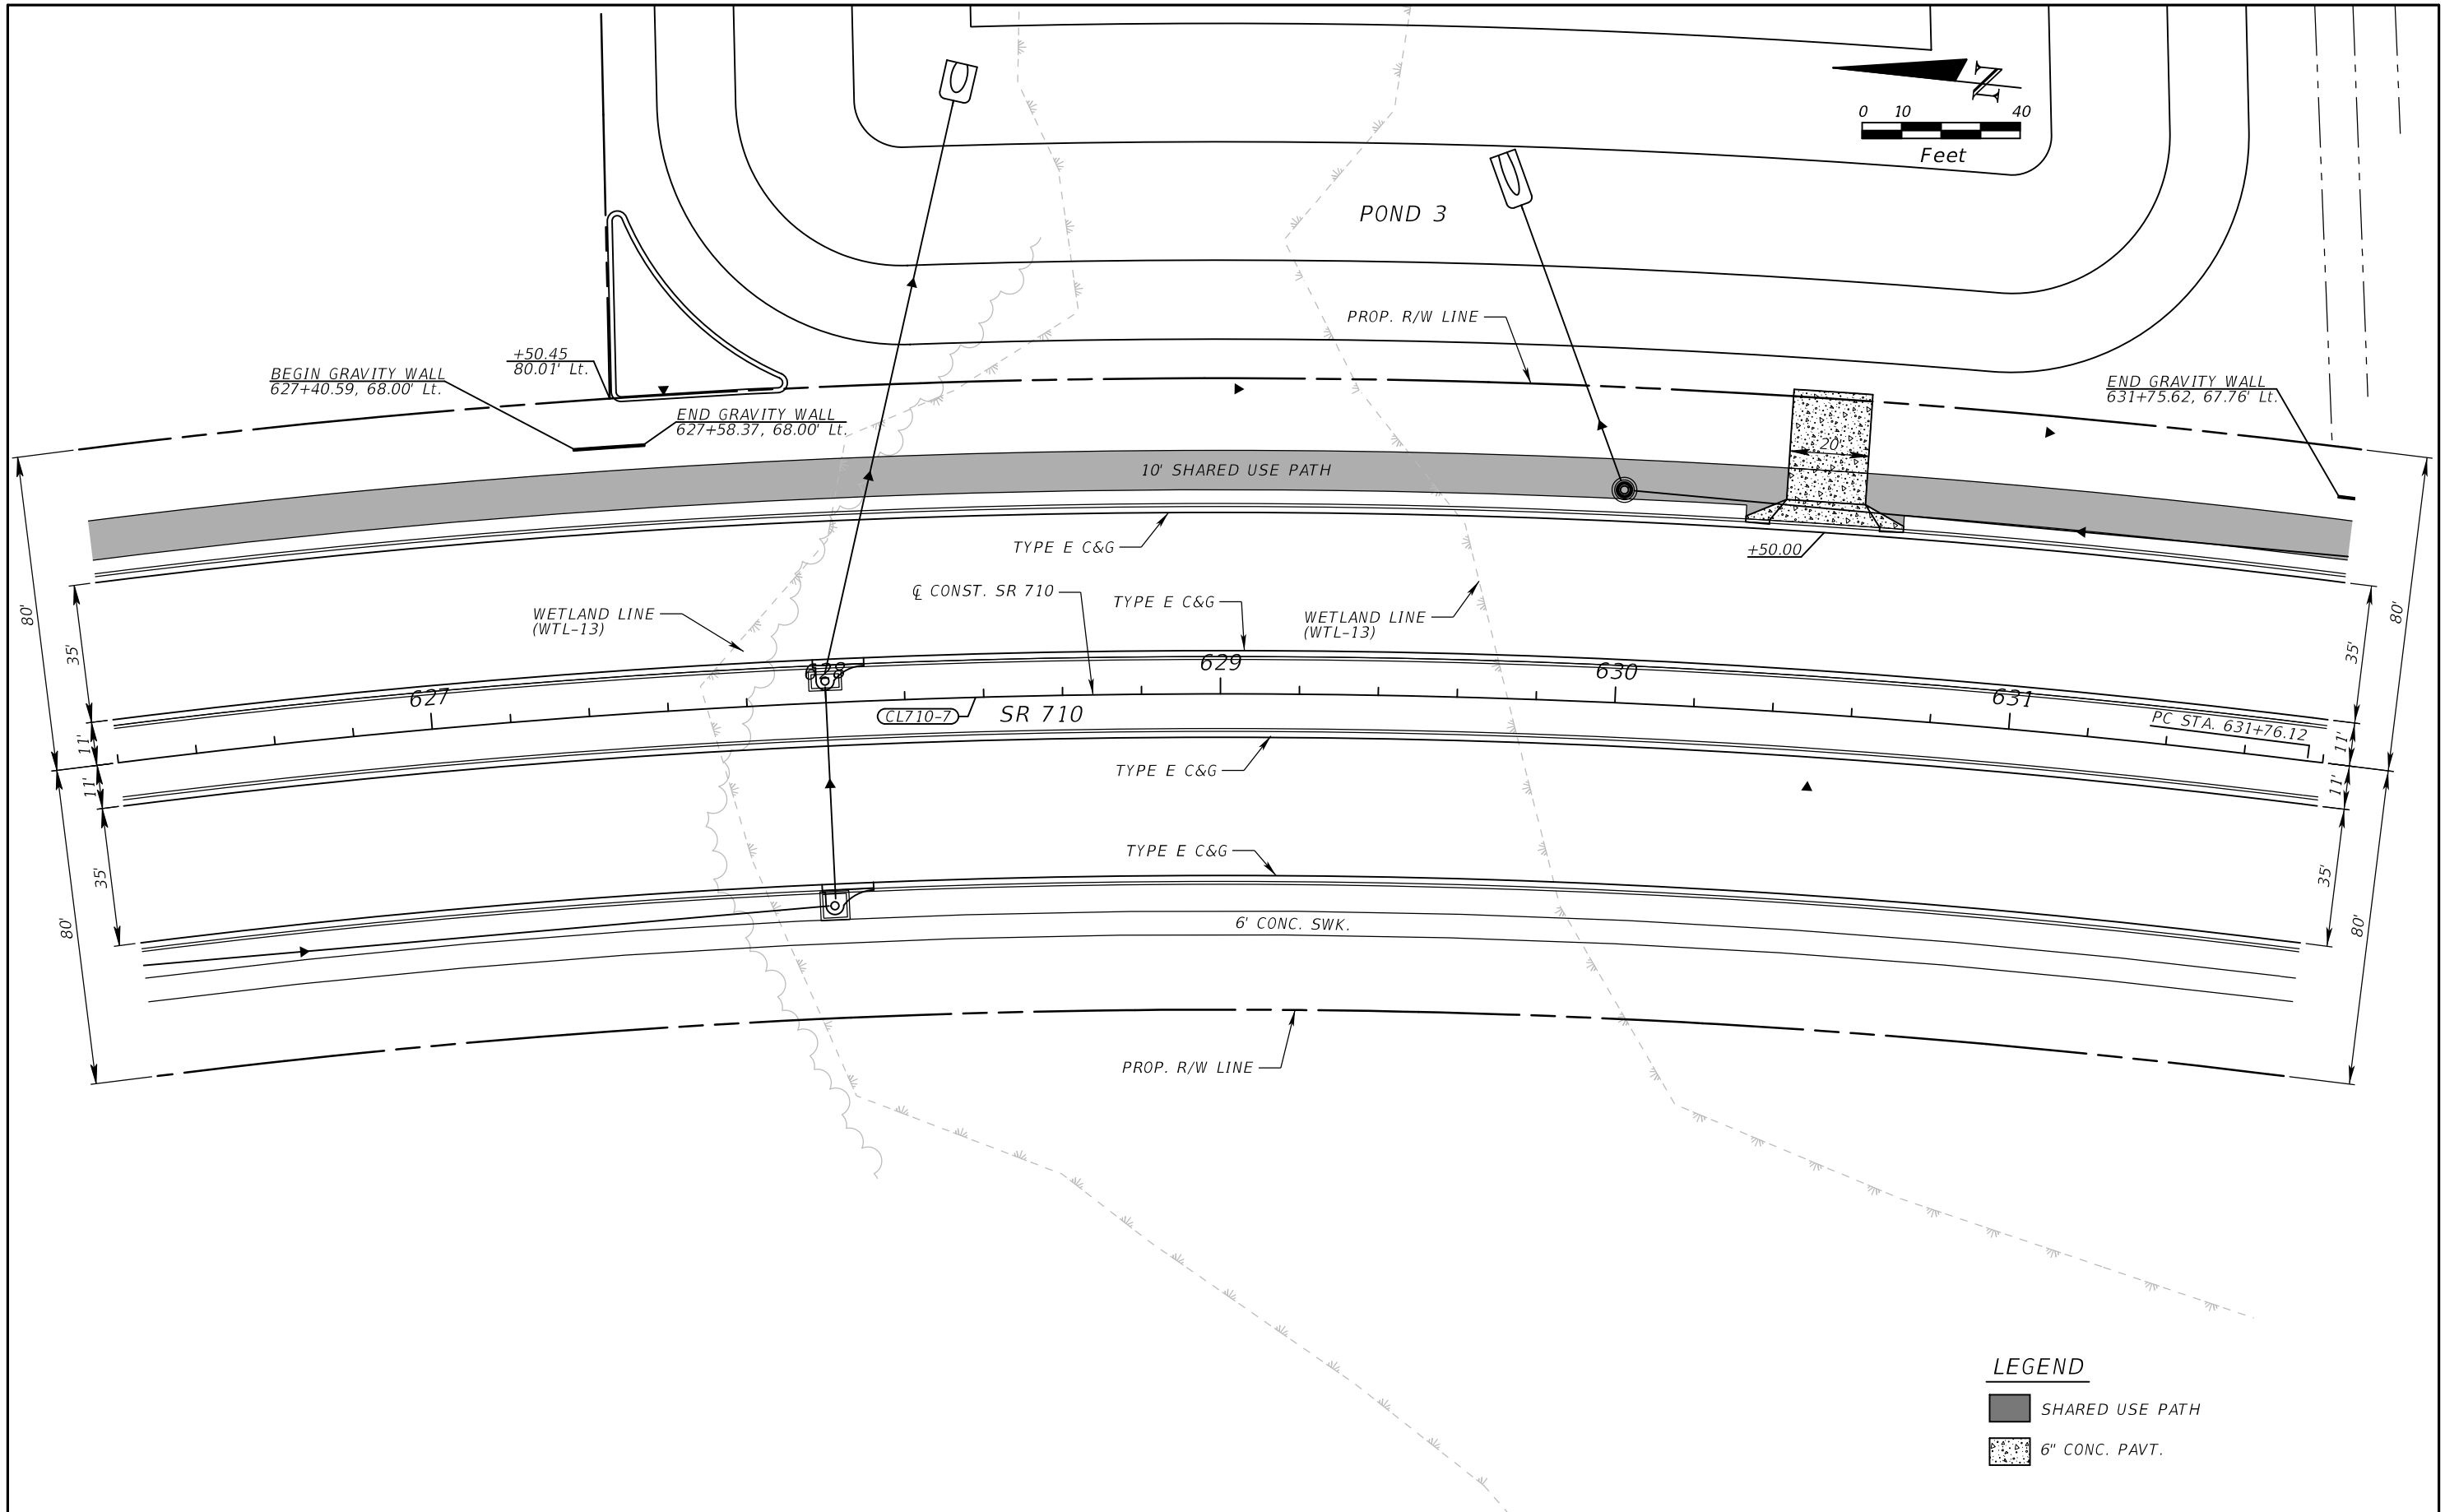 N
0 10 40
Feet
POND 3
PROP. R/W LINE
+50.45
80.01' Lt.
BEGIN GRAVITY WALL
627+40.59, 68.00' Lt.
END GRAVITY WALL
627+58.37, 68.00' Lt.
END GRAVITY WALL
631+75.62, 67.76' Lt.
20'
10' SHARED USE PATH
TYPE E C&G
+50.00
℄ CONST. SR 710
TYPE E C&G
WETLAND LINE
(WTL-13)
WETLAND LINE
(WTL-13)
80'
35'
11'
11'
35'
80'
80'
35'
11'
11'
35'
80'
627
628
629
630
631
CL710-7
SR 710
PC STA. 631+76.12
TYPE E C&G
TYPE E C&G
6' CONC. SWK.
PROP. R/W LINE
LEGEND
SHARED USE PATH
6" CONC. PAVT.